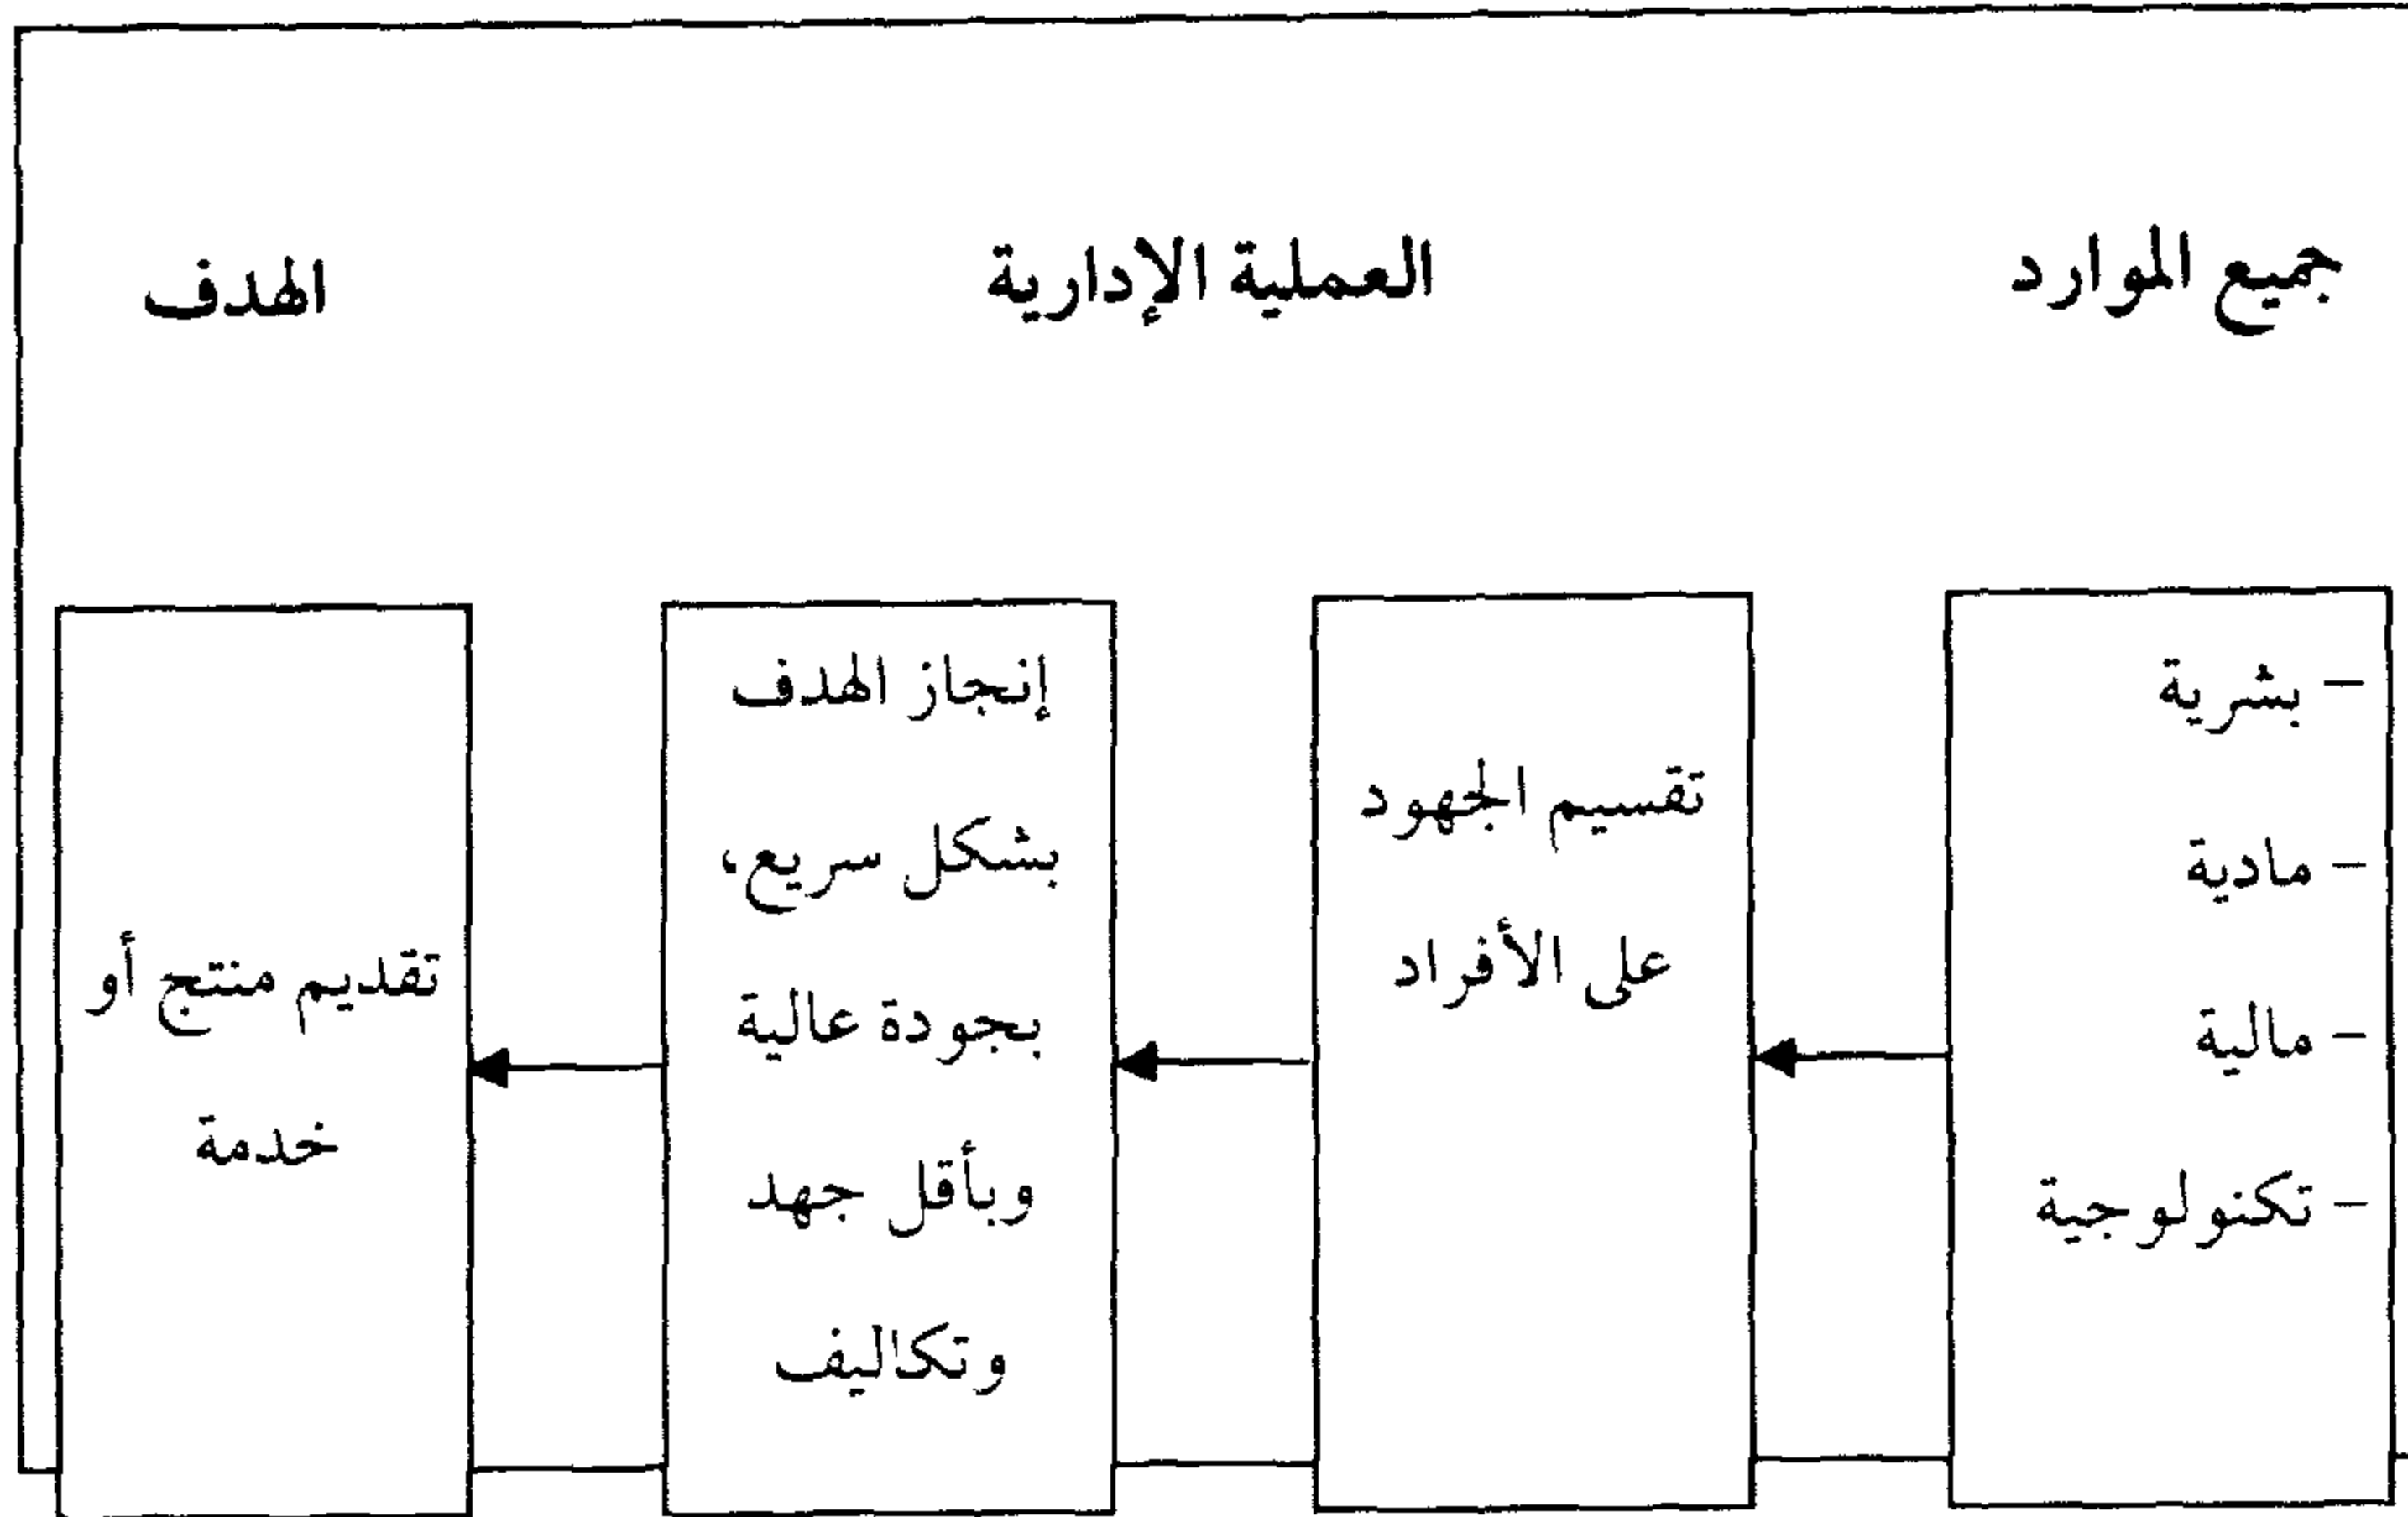 جميع الموارد
العملية الإدارية
الهدف
– بشرية
– مادية
– مالية
– تكنولوجية
تقسيم الجهود
على الأفراد
إنجاز الهدف
بشكل سريع،
بجودة عالية
وبأقل جهد
وتكاليف
تقديم منتج أو
خدمة